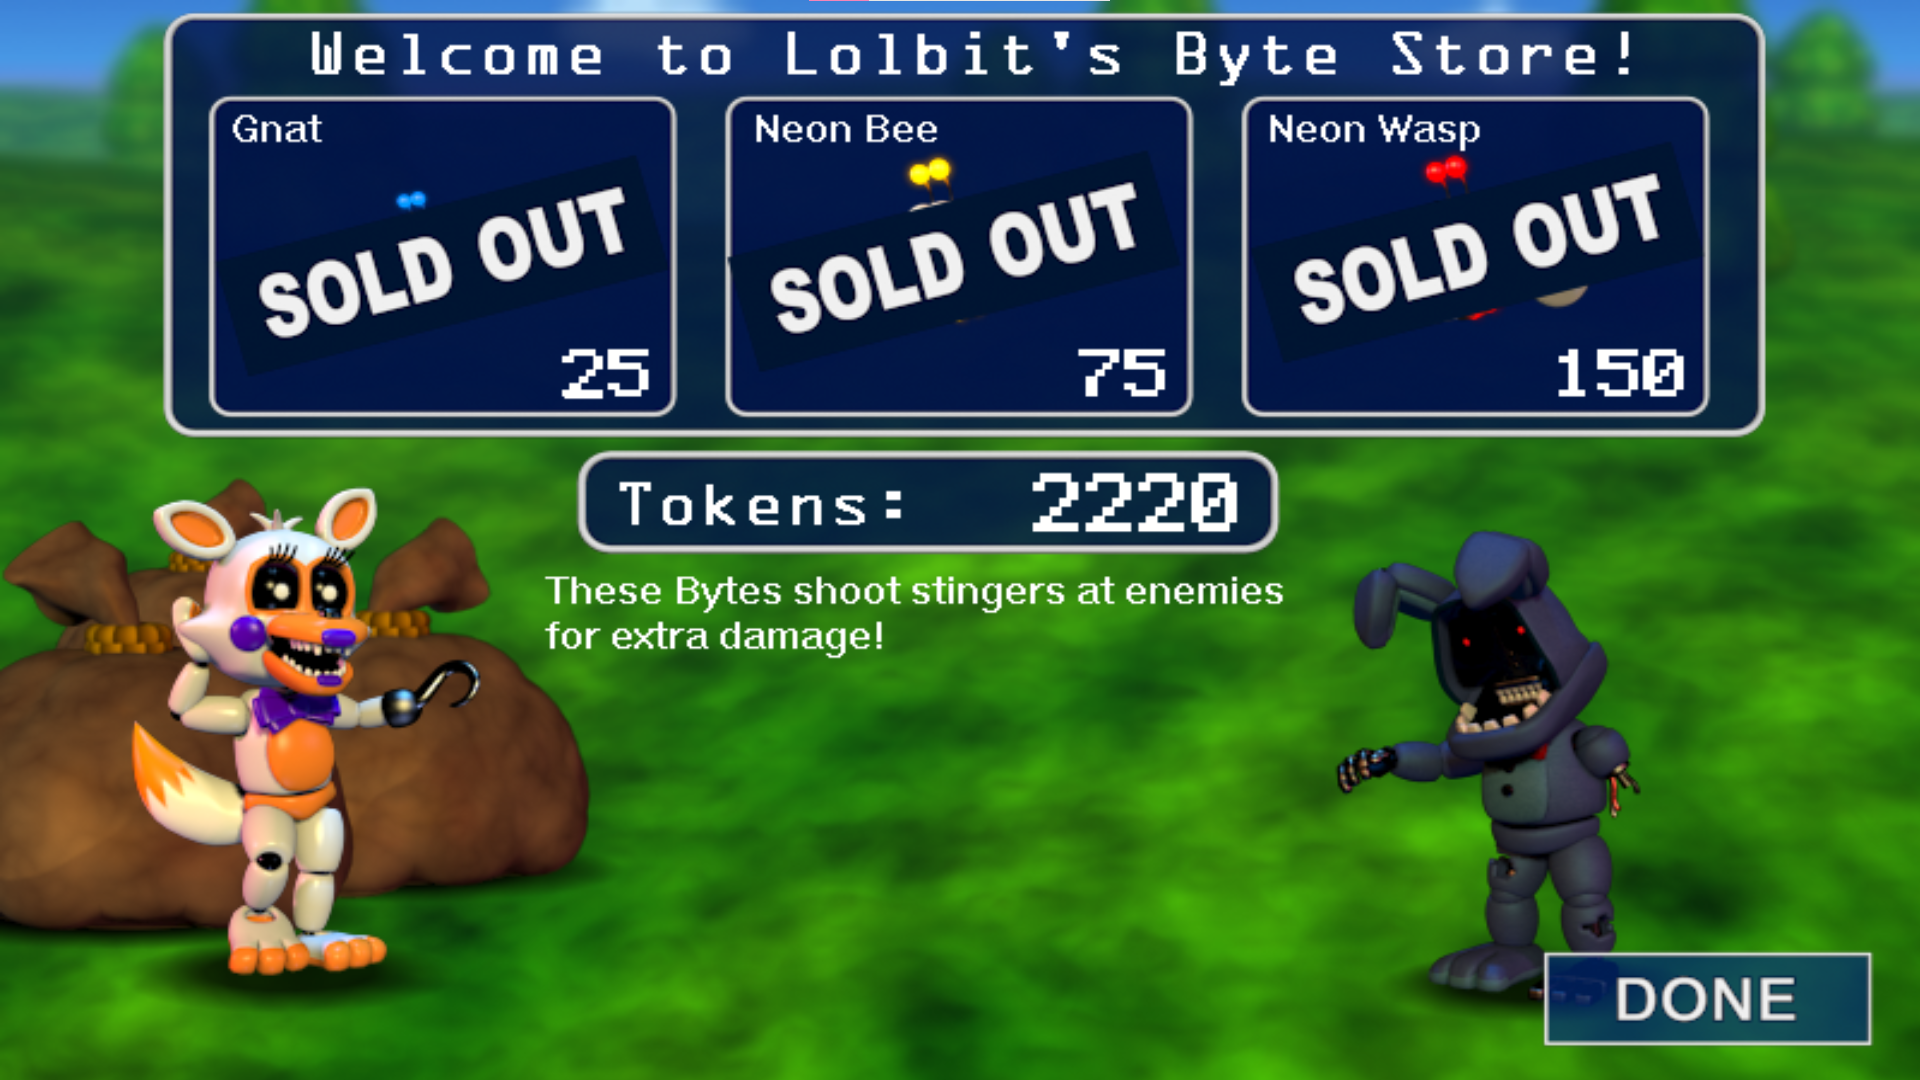 Welcome to Lolbit's Byte Store!
Gnat
SOLD OUT
25
Neon Bee
SOLD OUT
75
Neon Wasp
SOLD OUT
150
Tokens: 2220
These Bytes shoot stingers at enemies
for extra damage!
DONE